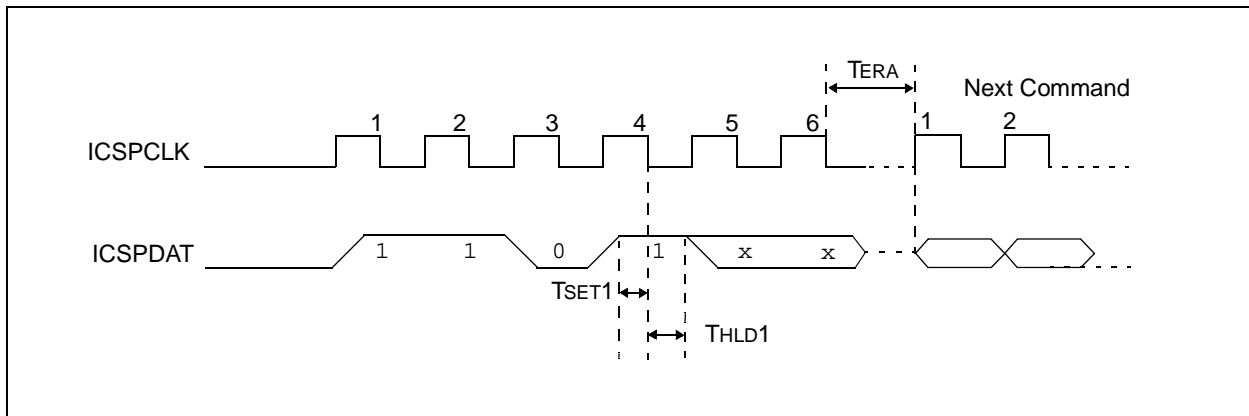 TERA
Next Command
1 2 3 4 5 6 1 2
ICSPCLK
ICSPDAT
1 1 0 1 x x
TSET1
THLD1